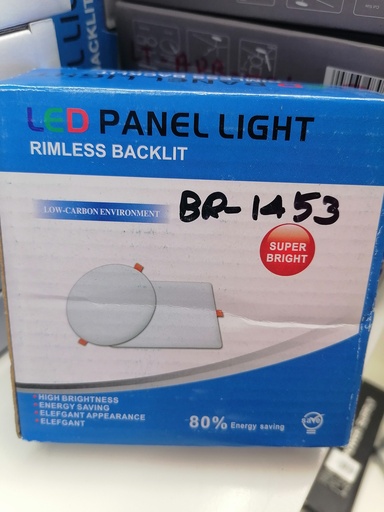 LED PANEL LIGHT
RIMLESS BACKLIT
LOW-CARBON ENVIRONMENT
BR-1453
SUPER
BRIGHT
HIGH BRIGHTNESS
ENERGY SAVING
ELEFGANT APPEARANCE
ELEFGANT
80% Energy saving
save